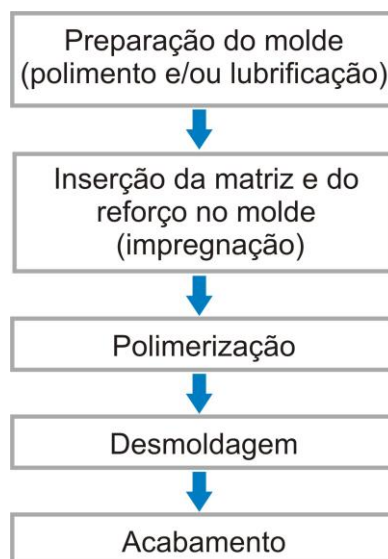 Preparação do molde
(polimento e/ou lubrificação)
Inserção da matriz e do
reforço no molde
(impregnação)
Polimerização
Desmoldagem
Acabamento